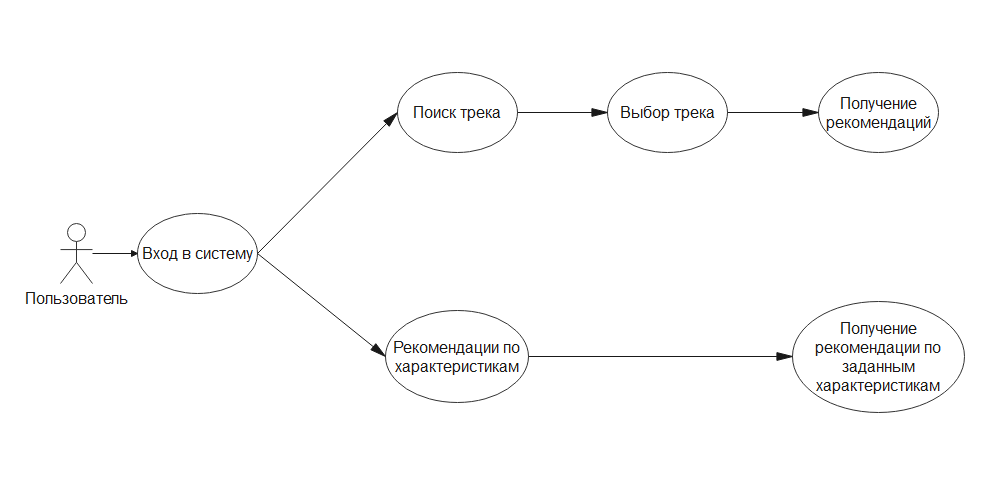 Поиск трека
Выбор трека
Получение
рекомендаций
Вход в систему
Пользователь
Рекомендации по
характеристикам
Получение
рекомендации по
заданным
характеристикам